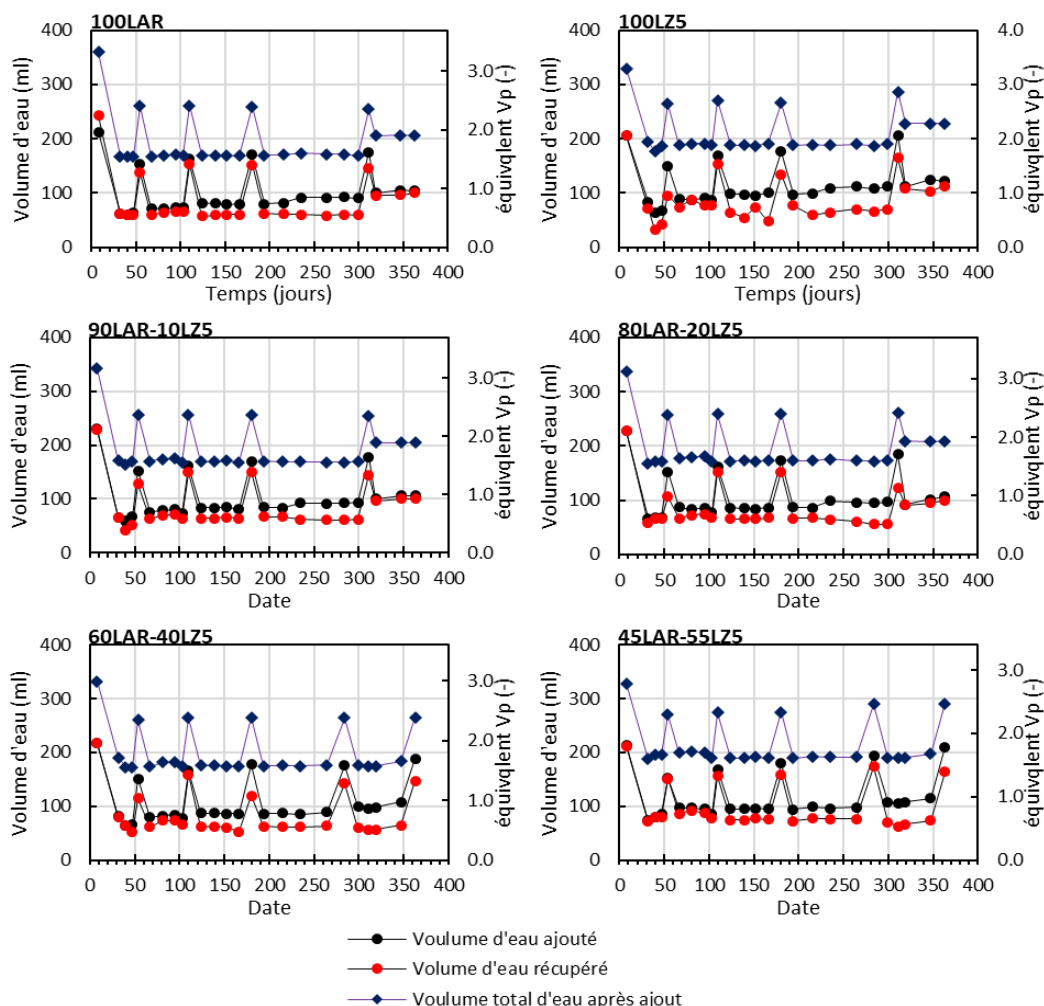 100LAR
400
300
200
100
0
Volume d'eau (ml)
3.0
2.0
1.0
0.0
équivqlent Vp (-)
0 50 100 150 200 250 300 350 400
Temps (jours)
100LZ5
400
300
200
100
0
Volume d'eau (ml)
4.0
3.0
2.0
1.0
0.0
équivqlent Vp (-)
0 50 100 150 200 250 300 350 400
Temps (jours)
90LAR-10LZ5
400
300
200
100
0
Volume d'eau (ml)
3.0
2.0
1.0
0.0
équivqlent Vp (-)
0 50 100 150 200 250 300 350 400
Date
80LAR-20LZ5
400
300
200
100
0
Volume d'eau (ml)
3.0
2.0
1.0
0.0
équivqlent Vp (-)
0 50 100 150 200 250 300 350 400
Date
60LAR-40LZ5
400
300
200
100
0
Volume d'eau (ml)
3.0
2.0
1.0
0.0
équivqlent Vp (-)
0 50 100 150 200 250 300 350 400
Date
45LAR-55LZ5
400
300
200
100
0
Volume d'eau (ml)
3.0
2.0
1.0
0.0
équivqlent Vp (-)
0 50 100 150 200 250 300 350 400
Date
Voulume d'eau ajouté
Volume d'eau récupéré
Voulume total d'eau après ajout